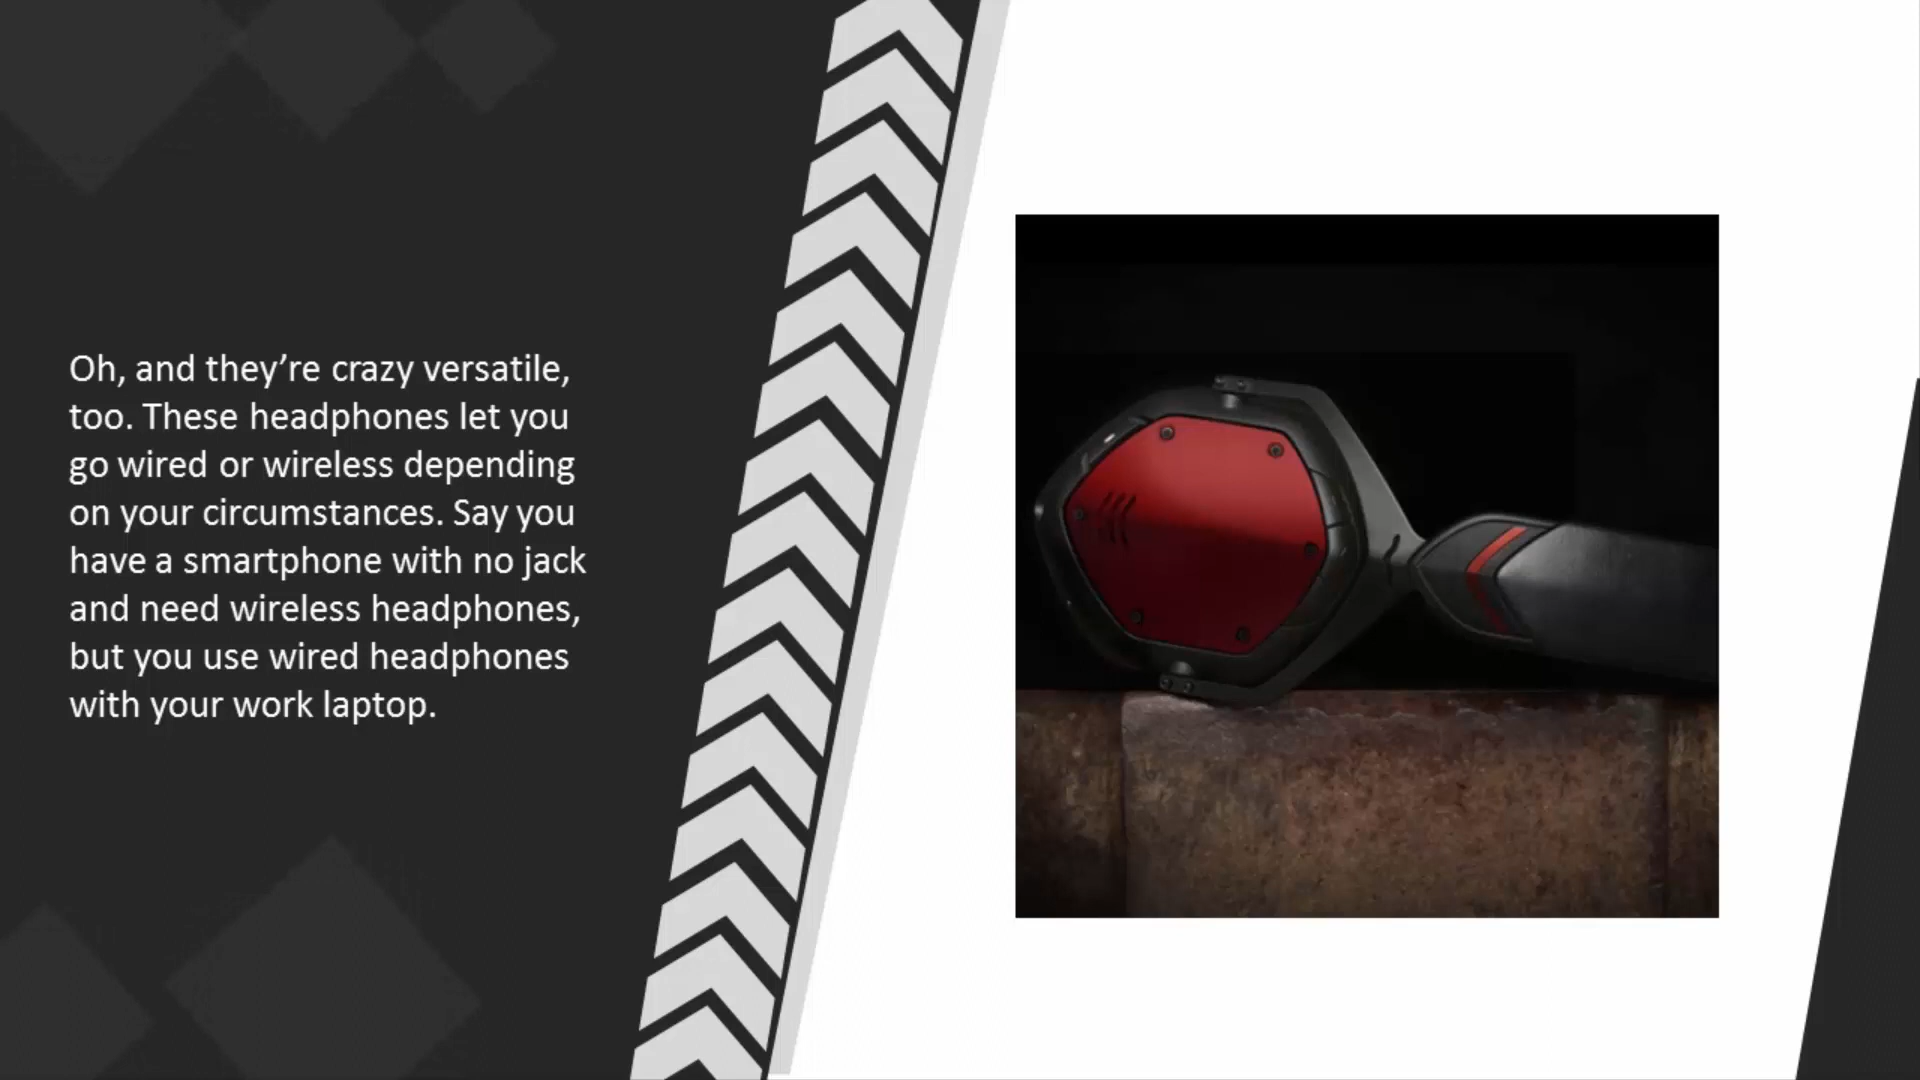 Oh, and they’re crazy versatile,
too. These headphones let you
go wired or wireless depending
on your circumstances. Say you
have a smartphone with no jack
and need wireless headphones,
but you use wired headphones
with your work laptop.